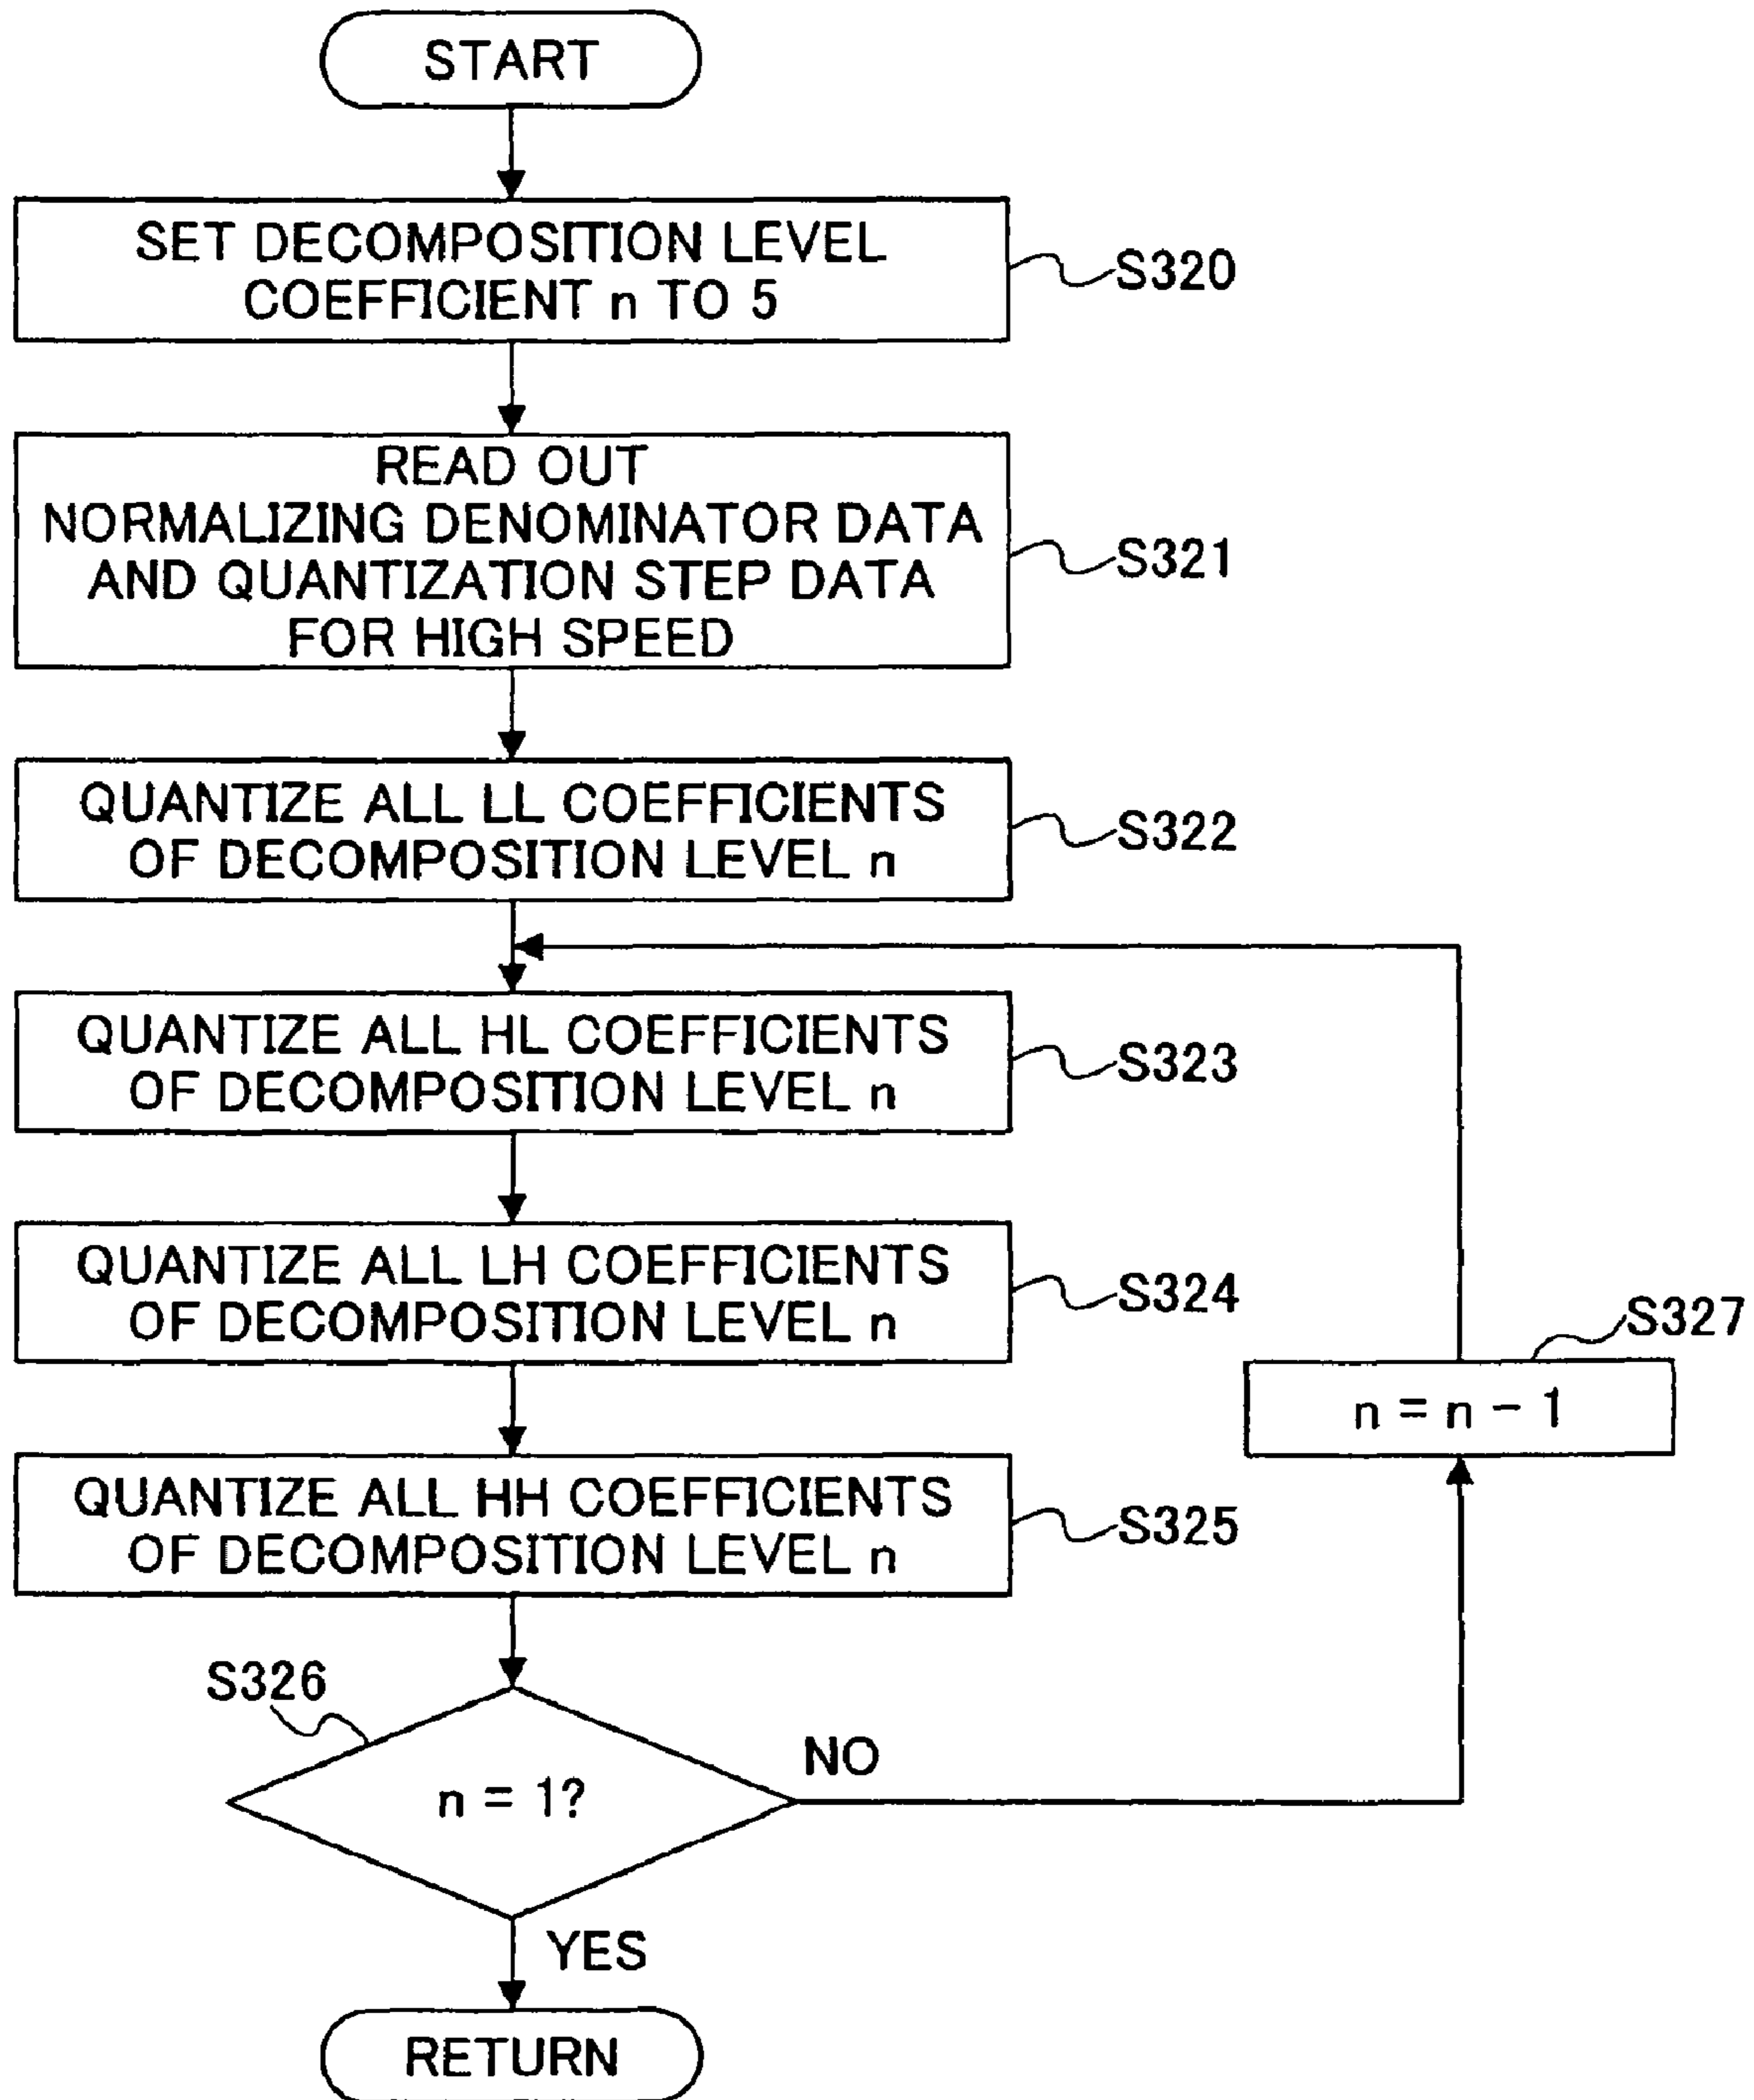 START
SET DECOMPOSITION LEVEL
COEFFICIENT n TO 5
S320
READ OUT
NORMALIZING DENOMINATOR DATA
AND QUANTIZATION STEP DATA
FOR HIGH SPEED
S321
QUANTIZE ALL LL COEFFICIENTS
OF DECOMPOSITION LEVEL n
S322
QUANTIZE ALL HL COEFFICIENTS
OF DECOMPOSITION LEVEL n
S323
QUANTIZE ALL LH COEFFICIENTS
OF DECOMPOSITION LEVEL n
S324
S327
n = n - 1
QUANTIZE ALL HH COEFFICIENTS
OF DECOMPOSITION LEVEL n
S325
S326
n = 1?
NO
YES
RETURN